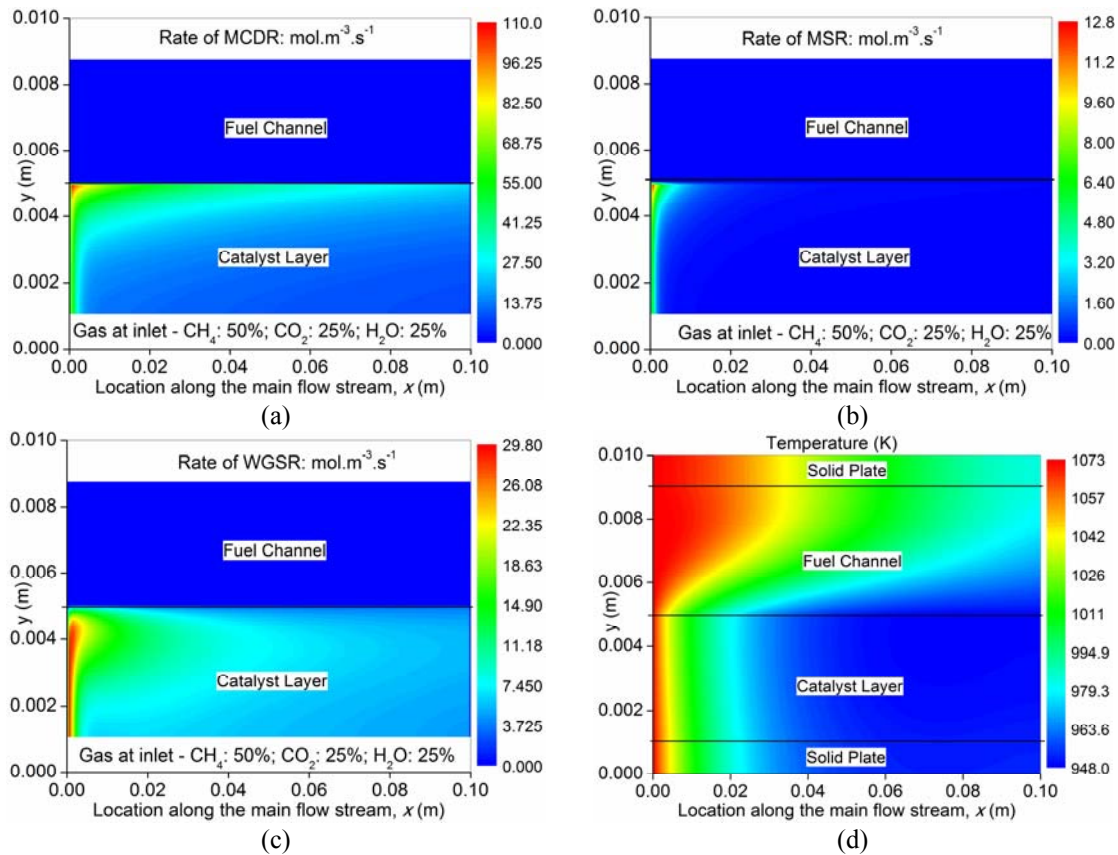 0.010
0.008
0.006
0.004
0.002
0.000
y (m)
Rate of MCDR: mol.m⁻³.s⁻¹
Fuel Channel
Catalyst Layer
Gas at inlet - CH₄: 50%; CO₂: 25%; H₂O: 25%
0.00 0.02 0.04 0.06 0.08 0.10
Location along the main flow stream, x (m)
110.0
96.25
82.50
68.75
55.00
41.25
27.50
13.75
0.000
(a)
0.010
0.008
0.006
0.004
0.002
0.000
y (m)
Rate of MSR: mol.m⁻³.s⁻¹
Fuel Channel
Catalyst Layer
Gas at inlet - CH₄: 50%; CO₂: 25%; H₂O: 25%
0.00 0.02 0.04 0.06 0.08 0.10
Location along the main flow stream, x (m)
12.8
11.2
9.60
8.00
6.40
4.80
3.20
1.60
0.00
(b)
0.010
0.008
0.006
0.004
0.002
0.000
y (m)
Rate of WGSR: mol.m⁻³.s⁻¹
Fuel Channel
Catalyst Layer
Gas at inlet - CH₄: 50%; CO₂: 25%; H₂O: 25%
0.00 0.02 0.04 0.06 0.08 0.10
Location along the main flow stream, x (m)
29.80
26.08
22.35
18.63
14.90
11.18
7.450
3.725
0.000
(c)
Temperature (K)
0.010
0.008
0.006
0.004
0.002
0.000
y (m)
Solid Plate
Fuel Channel
Catalyst Layer
Solid Plate
0.00 0.02 0.04 0.06 0.08 0.10
Location along the main flow stream, x (m)
1073
1057
1042
1026
1011
994.9
979.3
963.6
948.0
(d)